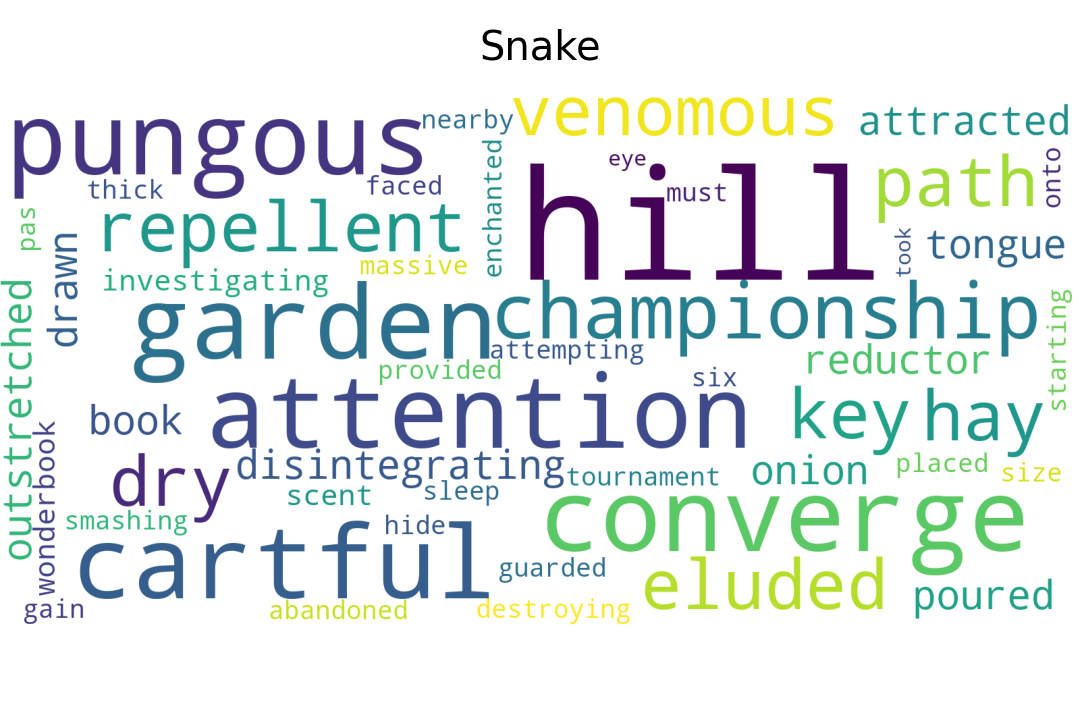 Snake
venomous
pungous
nearby
attracted
eye
enchanted
hill
must
path
onto
thick
faced
repellent
pas
drawn
took
tongue
massive
investigating
garden
championship
outstretched
starting
attempting
reductor
provided
six
attention
key
hay
book
wonderbook
dry
disintegrating
tournament
onion
placed
size
scent
sleep
converge
smashing
hide
cartful
guarded
eluded
poured
gain
abandoned
destroying